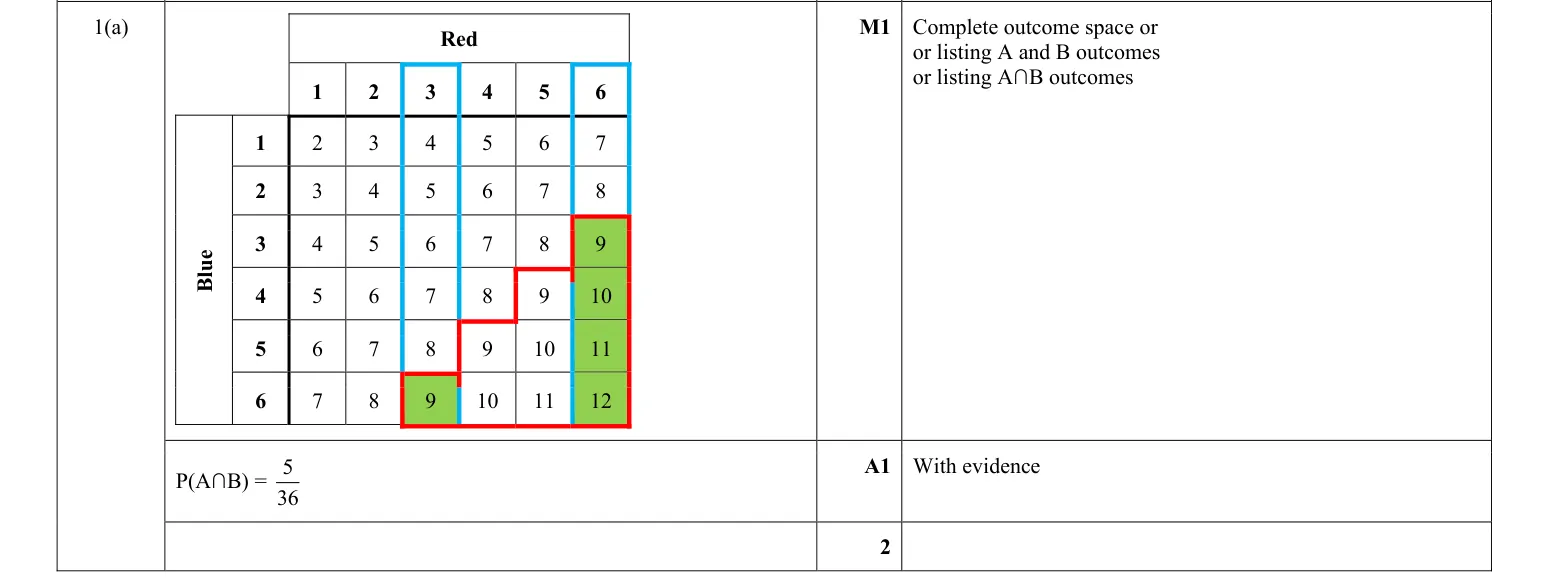 1(a)
Red
1 2 3 4 5 6
Blue
1 2 3 4 5 6 7
2 3 4 5 6 7 8
3 4 5 6 7 8 9
4 5 6 7 8 9 10
5 6 7 8 9 10 11
6 7 8 9 10 11 12
M1
Complete outcome space or
or listing A and B outcomes
or listing A∩B outcomes
P(A∩B) = 5/36
A1
With evidence
2